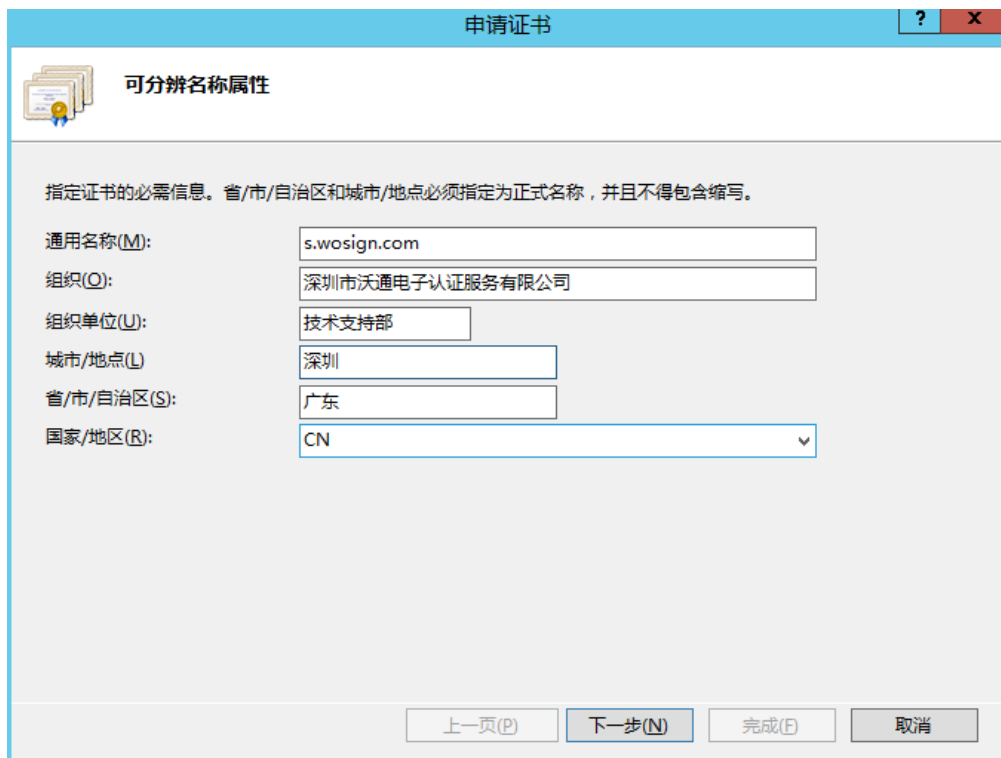 申请证书
? x
可分辨名称属性
指定证书的必需信息。省/市/自治区和城市/地点必须指定为正式名称，并且不得包含缩写。
通用名称(M): s.wosign.com
组织(O): 深圳市沃通电子认证服务有限公司
组织单位(U): 技术支持部
城市/地点(L) 深圳
省/市/自治区(S): 广东
国家/地区(R): CN
上一页(P) 下一步(N) 完成(F) 取消